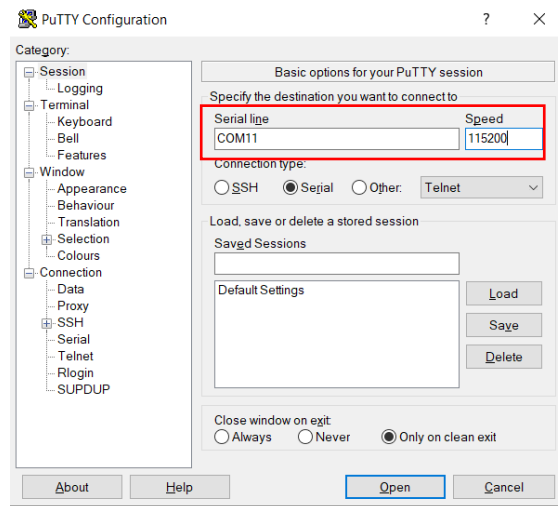 PuTTY Configuration
?
Category:
Session
Logging
Terminal
Keyboard
Bell
Features
Window
Appearance
Behaviour
Translation
Selection
Colours
Connection
Data
Proxy
SSH
Serial
Telnet
Rlogin
SUPDUP
Basic options for your PuTTY session
Specify the destination you want to connect to
Serial line Speed
COM11 115200
Connection type:
SSH Serial Other: Telnet
Load, save or delete a stored session
Saved Sessions
Default Settings
Load
Save
Delete
Close window on exit:
Always Never Only on clean exit
About Help Open Cancel